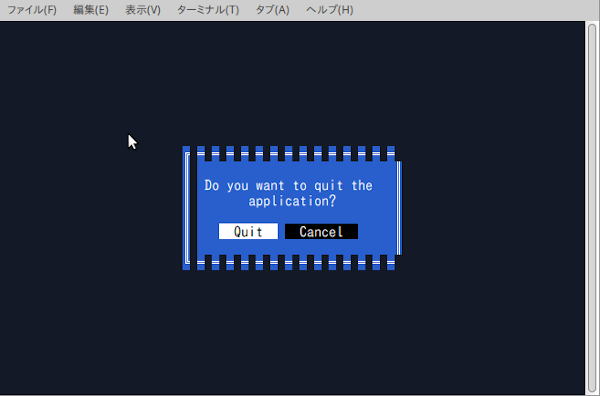 ファイル(F) 編集(E) 表示(V) ターミナル(T) タブ(A) ヘルプ(H)
Do you want to quit the
application?
Quit Cancel